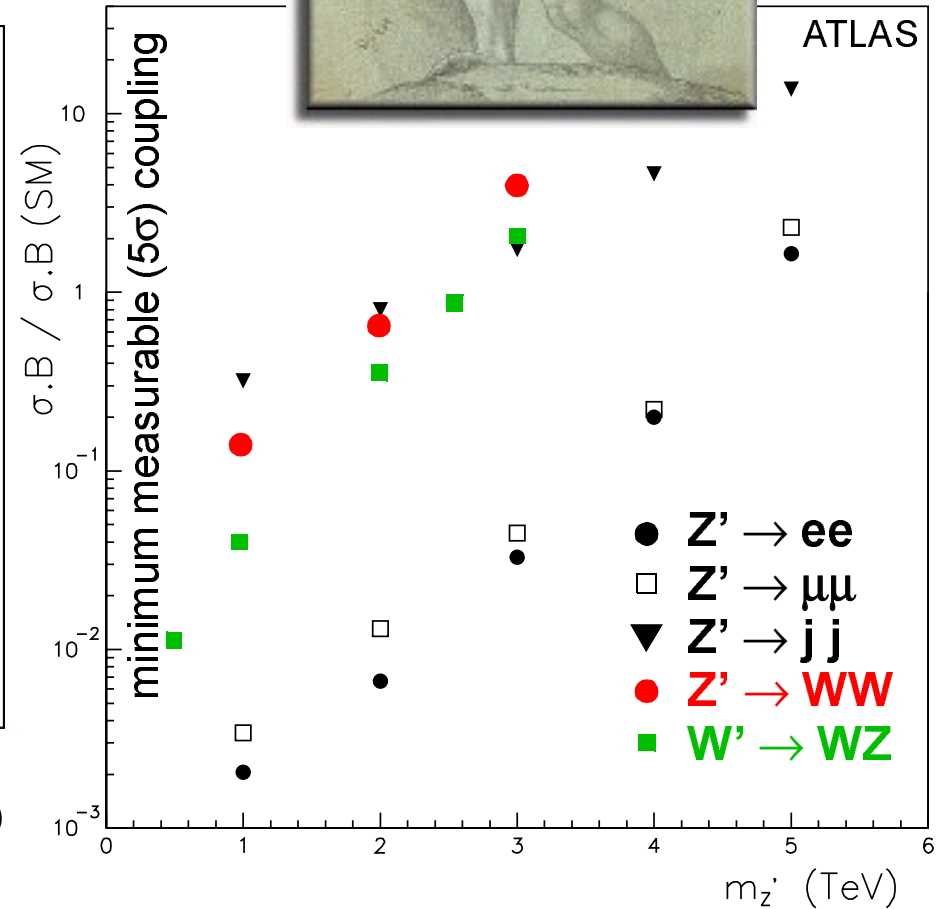 ATLAS
σ.B / σ.B (SM)
minimum measurable (5σ) coupling
10
1
10⁻¹
10⁻²
10⁻³
Z’ → ee
Z’ → μμ
Z’ → j j
Z’ → WW
W’ → WZ
0 1 2 3 4 5 6
m_Z’ (TeV)
)